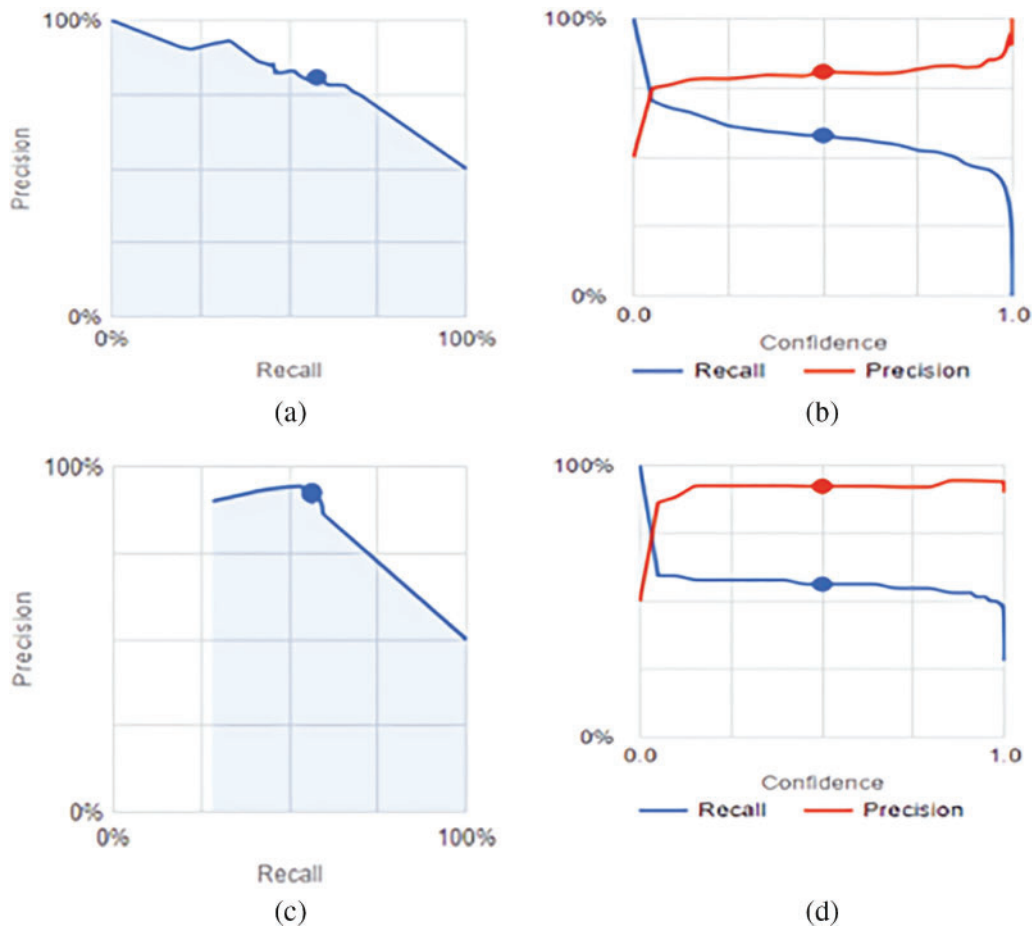 100%
Precision
0%
0%
100%
Recall
(a)
100%
0%
0.0
1.0
Confidence
Recall
Precision
(b)
100%
Precision
0%
0%
100%
Recall
(c)
100%
0%
0.0
1.0
Confidence
Recall
Precision
(d)